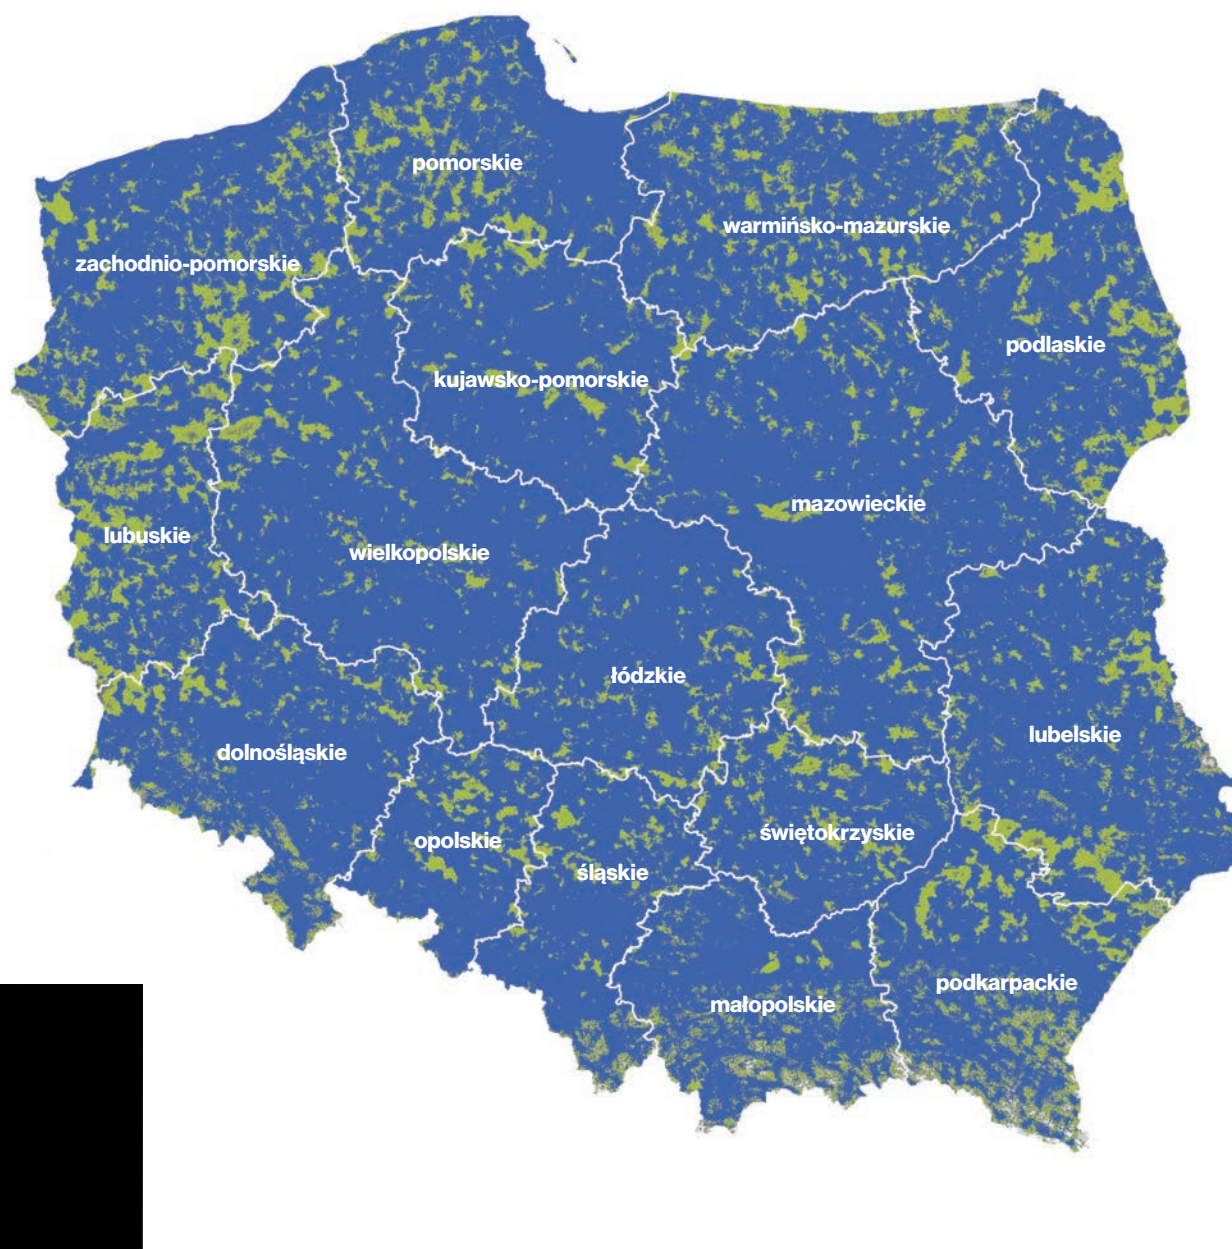 pomorskie
warmińsko-mazurskie
zachodnio-pomorskie
podlaskie
kujawsko-pomorskie
mazowieckie
lubuskie
wielkopolskie
łódzkie
lubelskie
dolnośląskie
świętokrzyskie
opolskie
śląskie
podkarpackie
małopolskie